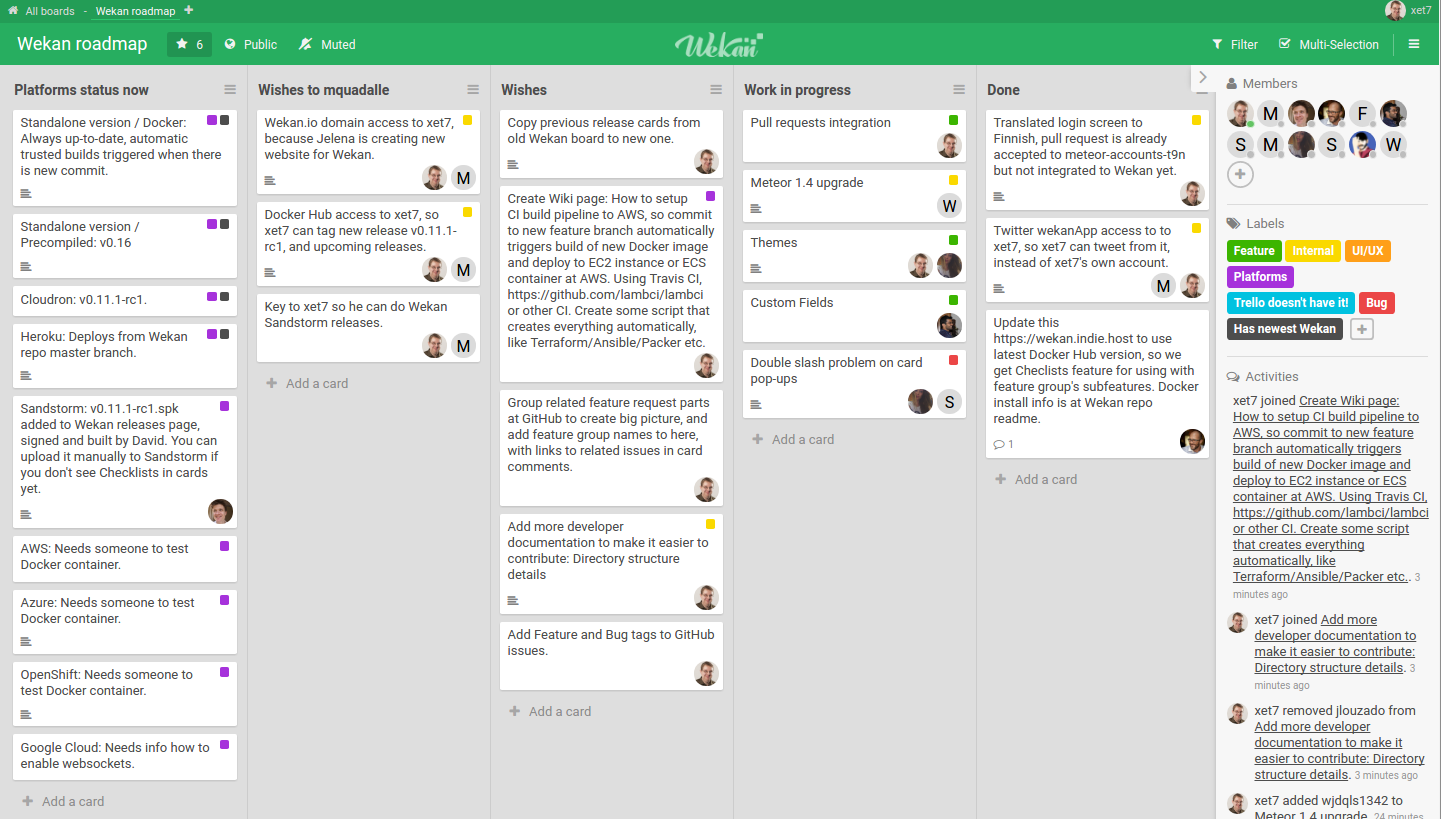 All boards - Wekan roadmap
xet7
Wekan roadmap
6
Public
Muted
Wekan
Filter
Multi-Selection
Platforms status now
Standalone version / Docker:
Always up-to-date, automatic
trusted builds triggered when there
is new commit.
Standalone version /
Precompiled: v0.16
Cloudron: v0.11.1-rc1.
Heroku: Deploys from Wekan
repo master branch.
Sandstorm: v0.11.1-rc1.spk
added to Wekan releases page,
signed and built by David. You can
upload it manually to Sandstorm if
you don't see Checklists in cards
yet.
AWS: Needs someone to test
Docker container.
Azure: Needs someone to test
Docker container.
OpenShift: Needs someone to
test Docker container.
Google Cloud: Needs info how to
enable websockets.
Add a card
Wishes to mquadalle
Wekan.io domain access to xet7,
because Jelena is creating new
website for Wekan.
M
Docker Hub access to xet7, so
xet7 can tag new release v0.11.1-
rc1, and upcoming releases.
M
Key to xet7 so he can do Wekan
Sandstorm releases.
M
Add a card
Wishes
Copy previous release cards from
old Wekan board to new one.
Create Wiki page: How to setup
CI build pipeline to AWS, so commit
to new feature branch automatically
triggers build of new Docker image
and deploy to EC2 instance or ECS
container at AWS. Using Travis CI,
https://github.com/lambci/lambci
or other CI. Create some script that
creates everything automatically,
like Terraform/Ansible/Packer etc.
Group related feature request parts
at GitHub to create big picture, and
add feature group names to here,
with links to related issues in card
comments.
Add more developer
documentation to make it easier to
contribute: Directory structure
details
Add Feature and Bug tags to GitHub
issues.
Add a card
Work in progress
Pull requests integration
Meteor 1.4 upgrade
W
Themes
Custom Fields
Double slash problem on card
pop-ups
S
Add a card
Done
Translated login screen to
Finnish, pull request is already
accepted to meteor-accounts-t9n
but not integrated to Wekan yet.
Twitter wekanApp access to to
xet7, so xet7 can tweet from it,
instead of xet7's own account.
M
Update this
https://wekan.indie.host to use
latest Docker Hub version, so we
get Checlists feature for using with
feature group's subfeatures. Docker
install info is at Wekan repo
readme.
1
Add a card
Members
M F
S M S W
Labels
Feature Internal UI/UX
Platforms
Trello doesn't have it! Bug
Has newest Wekan
Activities
xet7 joined Create Wiki page:
How to setup CI build pipeline to
AWS, so commit to new feature
branch automatically triggers
build of new Docker image and
deploy to EC2 instance or ECS
container at AWS. Using Travis CI,
https://github.com/lambci/lambci
or other CI. Create some script
that creates everything
automatically, like
Terraform/Ansible/Packer etc.. 3
minutes ago
xet7 joined Add more
developer documentation to
make it easier to contribute:
Directory structure details. 3
minutes ago
xet7 removed jlouzado from
Add more developer
documentation to make it
easier to contribute: Directory
structure details. 3 minutes ago
xet7 added wjdqls1342 to
Meteor 1.4 upgrade. 24 minutes